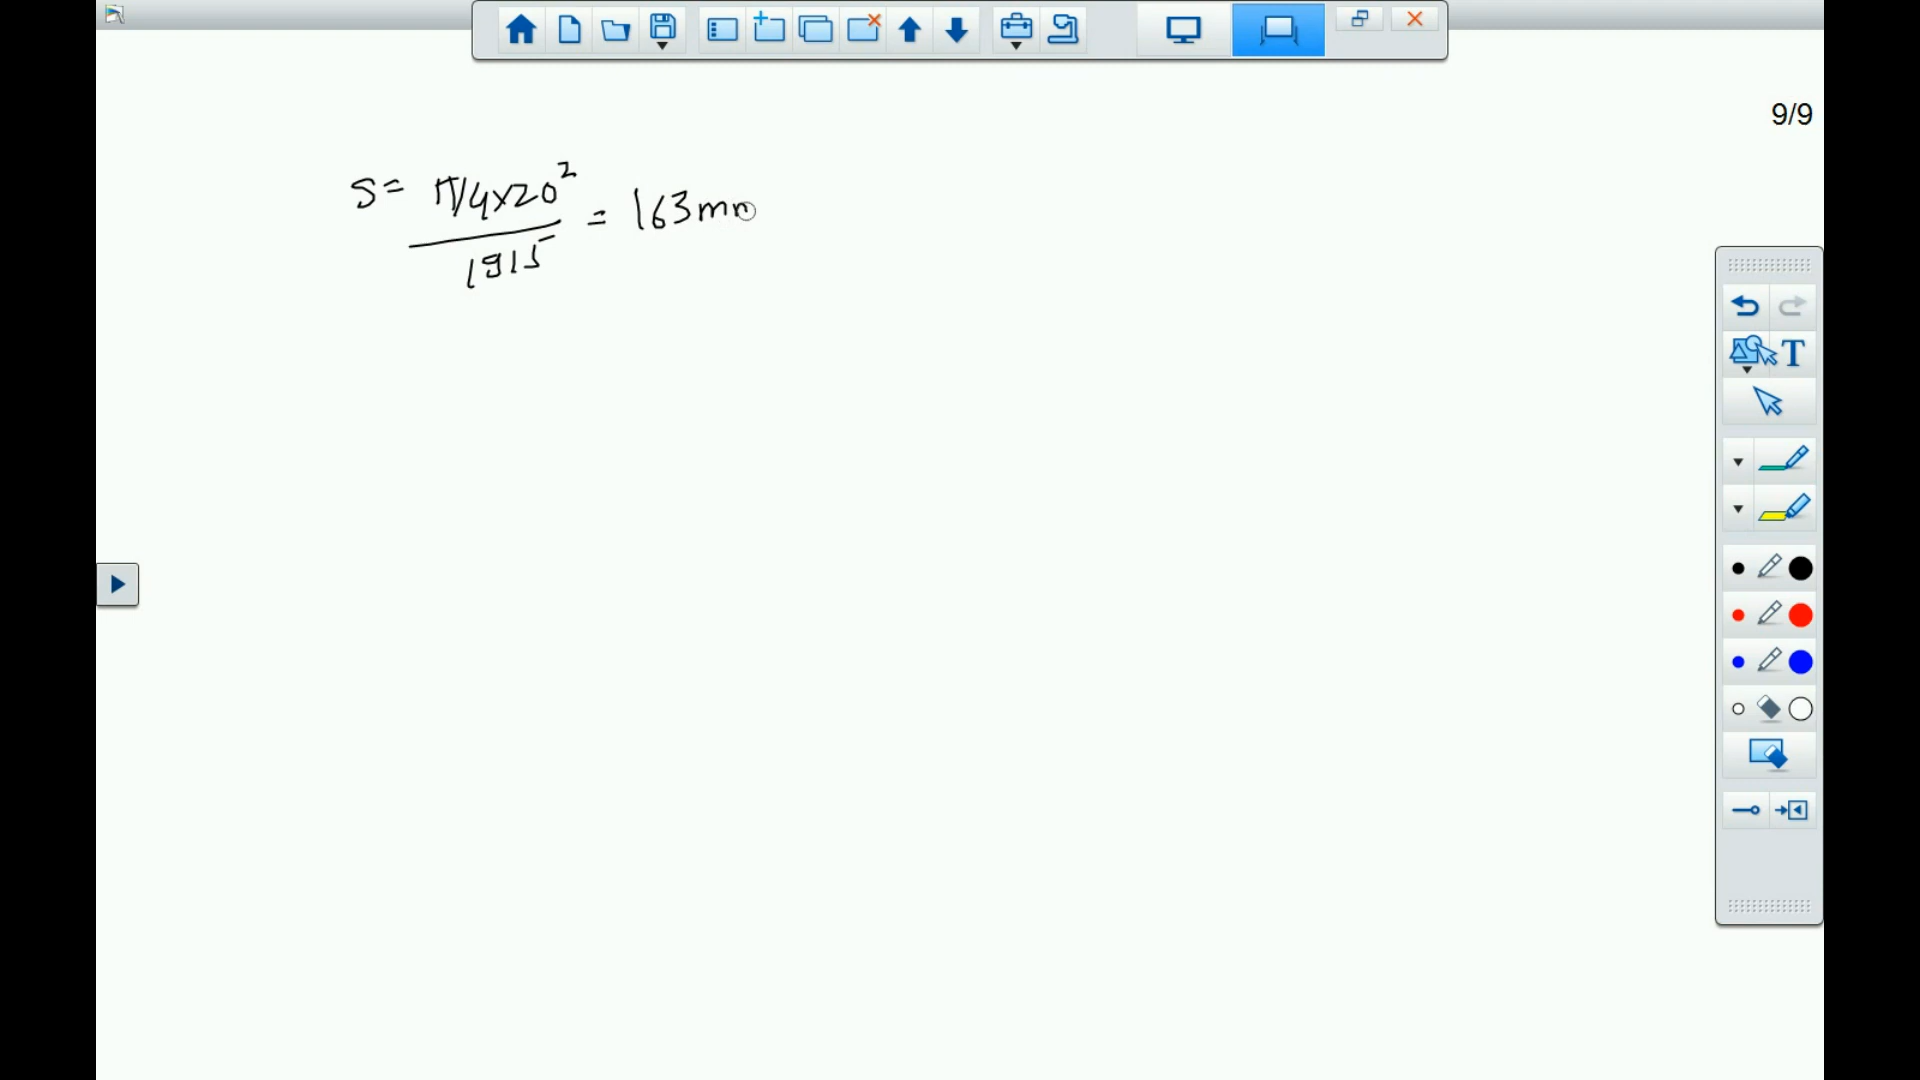 9/9
S = π/4×20² / 1915 = 163mm
T